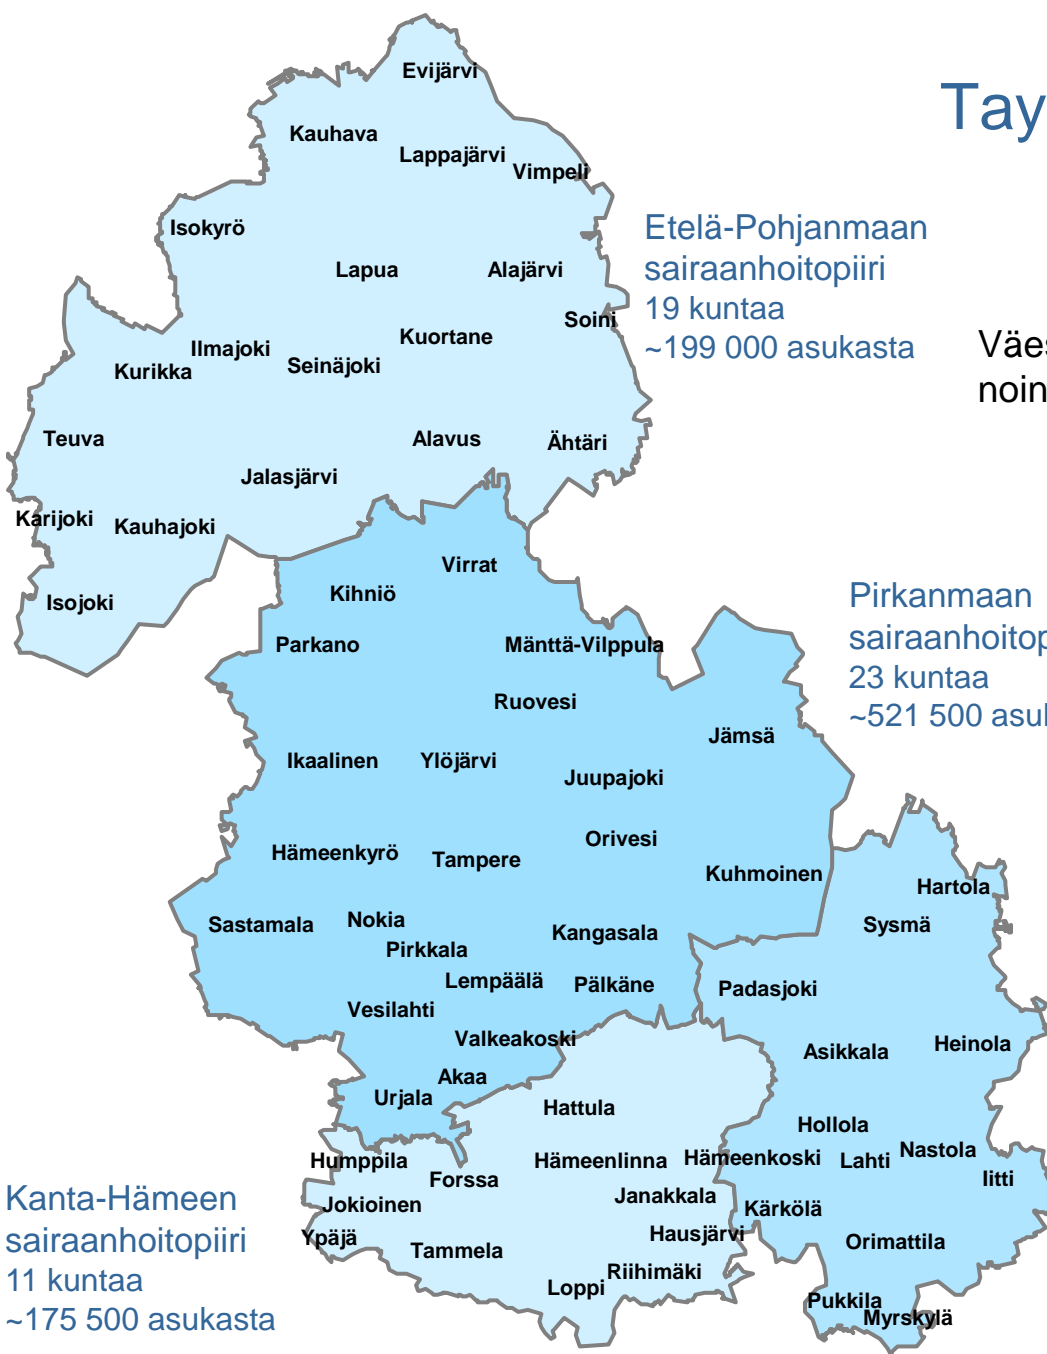 Tay
Evijärvi
Kauhava
Lappajärvi
Vimpeli
Isokyrö
Lapua
Alajärvi
Soini
Kuortane
Ilmajoki
Seinäjoki
Kurikka
Teuva
Alavus
Ähtäri
Jalasjärvi
Karijoki
Kauhajoki
Isojoki
Etelä-Pohjanmaan
sairaanhoitopiiri
19 kuntaa
~199 000 asukasta
Väes
noin
Virrat
Kihniö
Parkano
Mänttä-Vilppula
Ruovesi
Jämsä
Ikaalinen
Ylöjärvi
Juupajoki
Orivesi
Hämeenkyrö
Tampere
Kuhmoinen
Sastamala
Nokia
Pirkkala
Kangasala
Lempäälä
Pälkäne
Vesilahti
Valkeakoski
Akaa
Urjala
Pirkanmaan
sairaanhoitop
23 kuntaa
~521 500 asuk
Hartola
Sysmä
Padasjoki
Asikkala
Heinola
Hollola
Hämeenkoski
Lahti
Nastola
Iitti
Kärkölä
Orimattila
Pukkila
Myrskylä
Hattula
Humppila
Forssa
Hämeenlinna
Jokioinen
Janakkala
Ypäjä
Tammela
Hausjärvi
Riihimäki
Loppi
Kanta-Hämeen
sairaanhoitopiiri
11 kuntaa
~175 500 asukasta